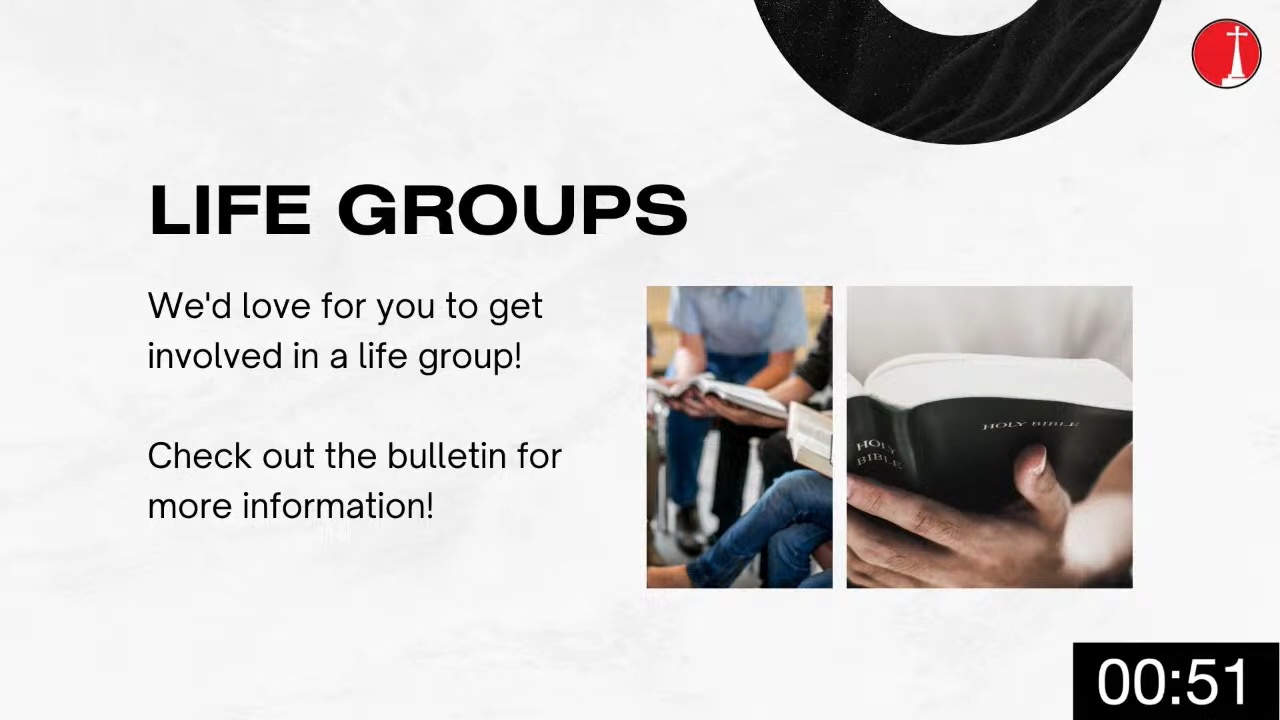 LIFE GROUPS
We'd love for you to get
involved in a life group!
Check out the bulletin for
more information!
HOLY BIBLE
HOLY
BIBLE
00:51